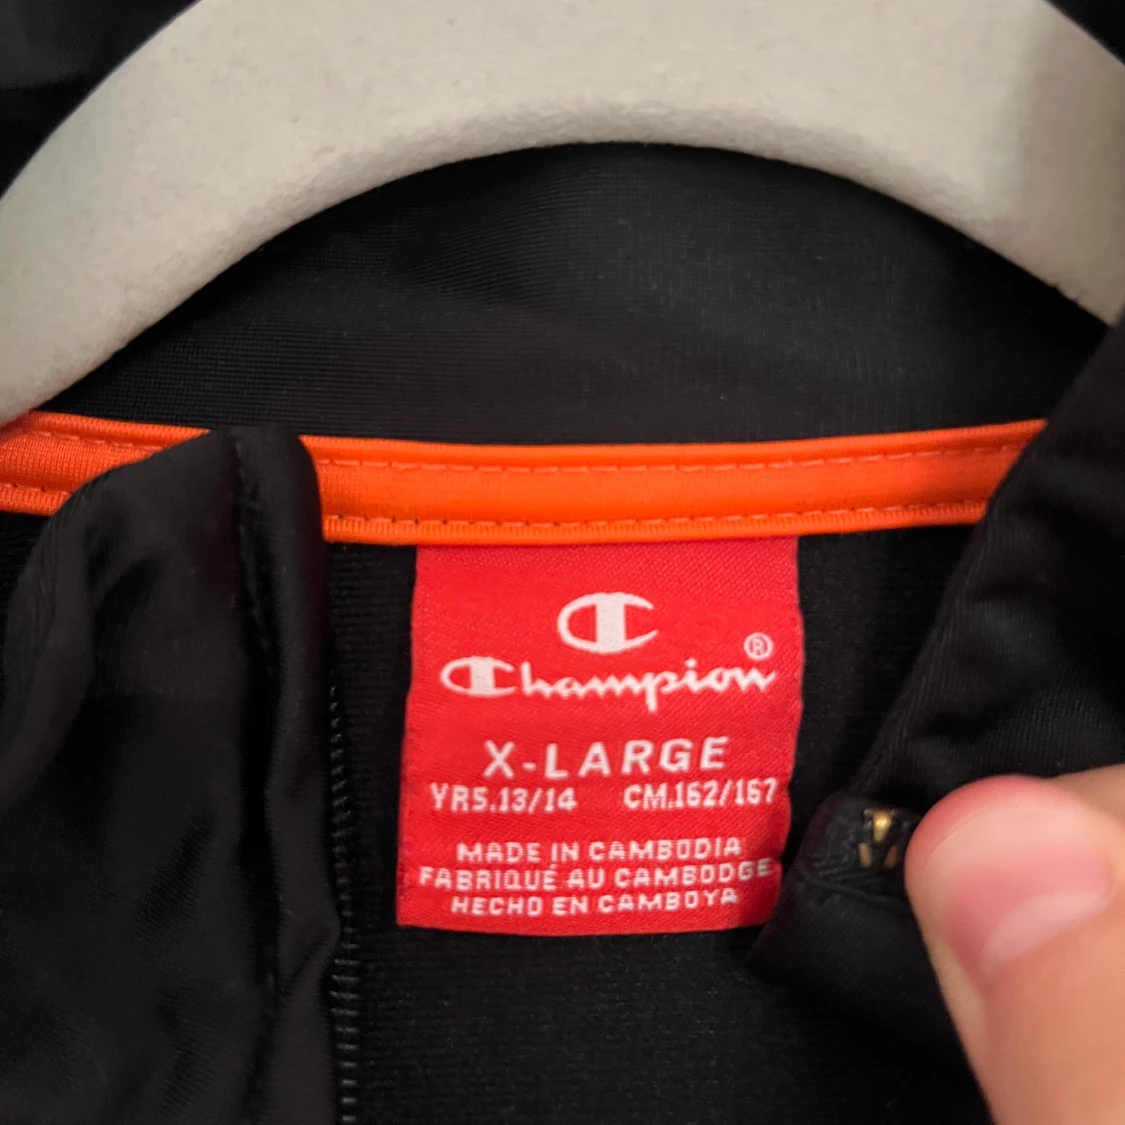 C
Champion®
X-LARGE
YRS.13/14 CM.162/167
MADE IN CAMBODIA
FABRIQUÉ AU CAMBODGE
HECHO EN CAMBOYA